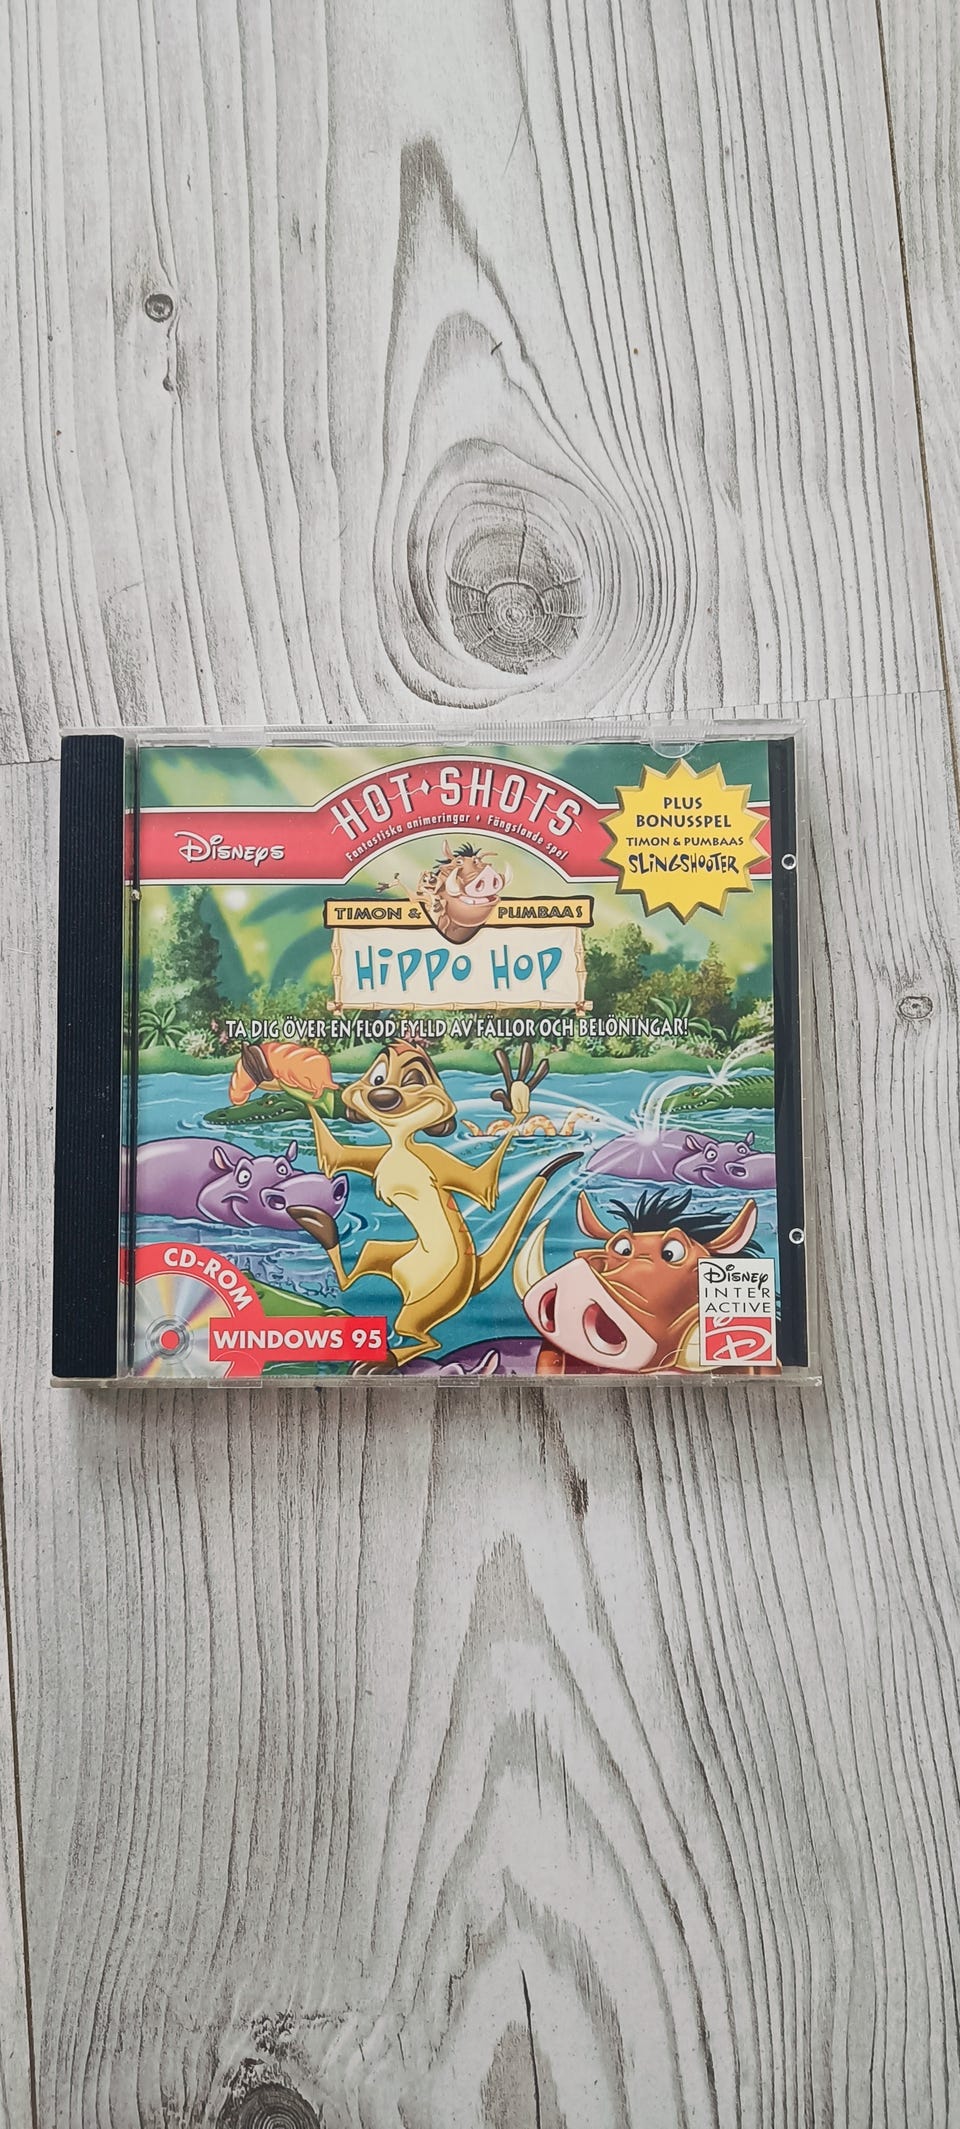 HOT SHOTS
Fantastiska animeringar • Fängslande spel
DISNEYS
PLUS
BONUSSPEL
TIMON & PUMBAAS
SLINGSHOOTER
TIMON & PUMBAAS
HIPPO HOP
TA DIG ÖVER EN FLOD FYLLD AV FÄLLOR OCH BELÖNINGAR!
CD-ROM
WINDOWS 95
DISNEY
INTER
ACTIVE
D